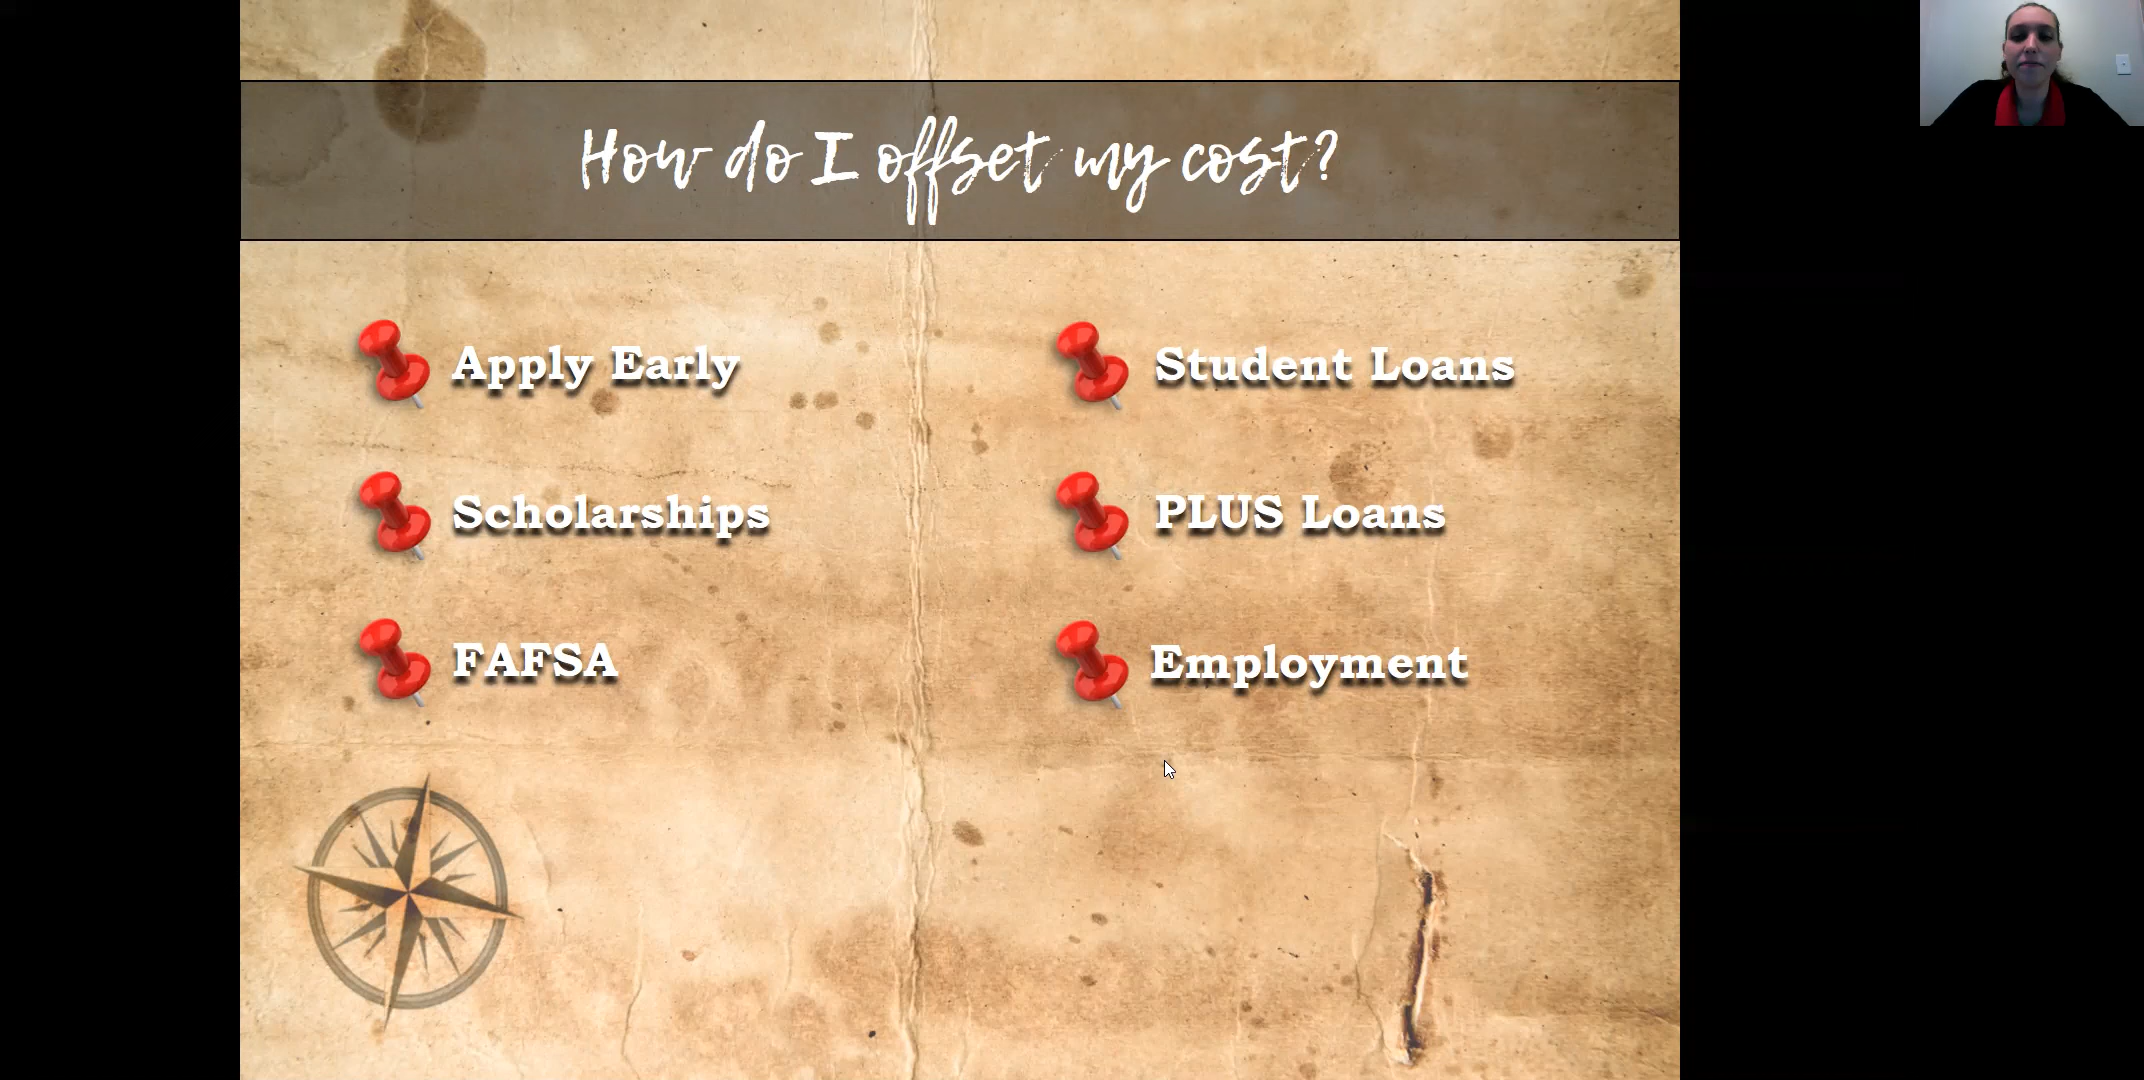 How do I offset my cost?
Apply Early
Scholarships
FAFSA
Student Loans
PLUS Loans
Employment